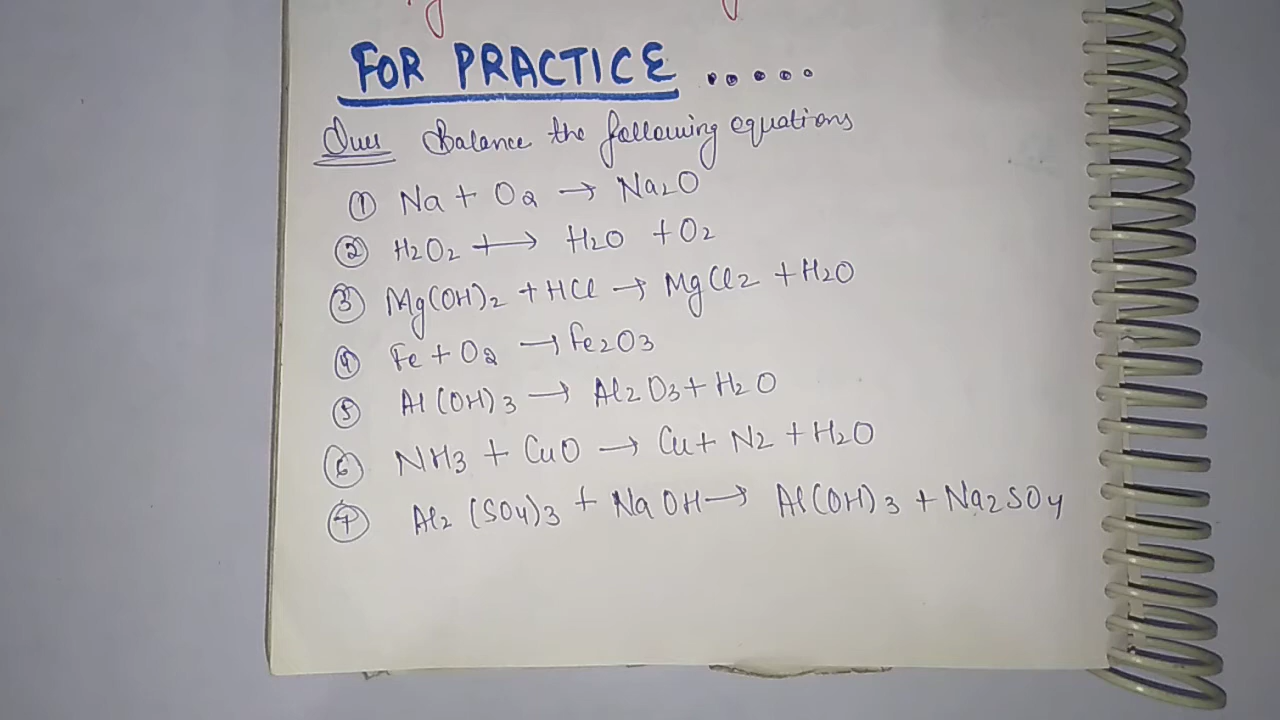 FOR PRACTICE .....
Ques Balance the following equations
① Na + O2 → Na2O
② H2O2 +→ H2O + O2
③ Mg(OH)2 + HCl → MgCl2 + H2O
④ Fe + O2 → Fe2O3
⑤ Al(OH)3 → Al2O3 + H2O
⑥ NH3 + CuO → Cu + N2 + H2O
⑦ Al2(SO4)3 + NaOH → Al(OH)3 + Na2SO4